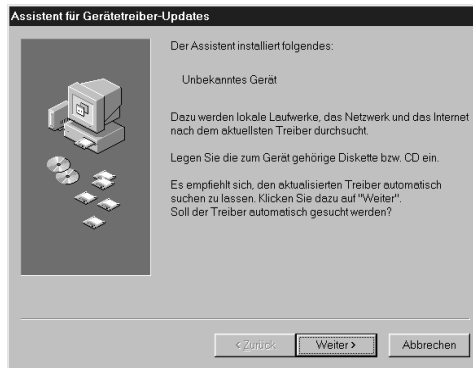 Assistent für Gerätetreiber-Updates
Der Assistent installiert folgendes:
Unbekanntes Gerät
Dazu werden lokale Laufwerke, das Netzwerk und das Internet
nach dem aktuellsten Treiber durchsucht.
Legen Sie die zum Gerät gehörige Diskette bzw. CD ein.
Es empfiehlt sich, den aktualisierten Treiber automatisch
suchen zu lassen. Klicken Sie dazu auf "Weiter".
Soll der Treiber automatisch gesucht werden?
< Zurück
Weiter >
Abbrechen